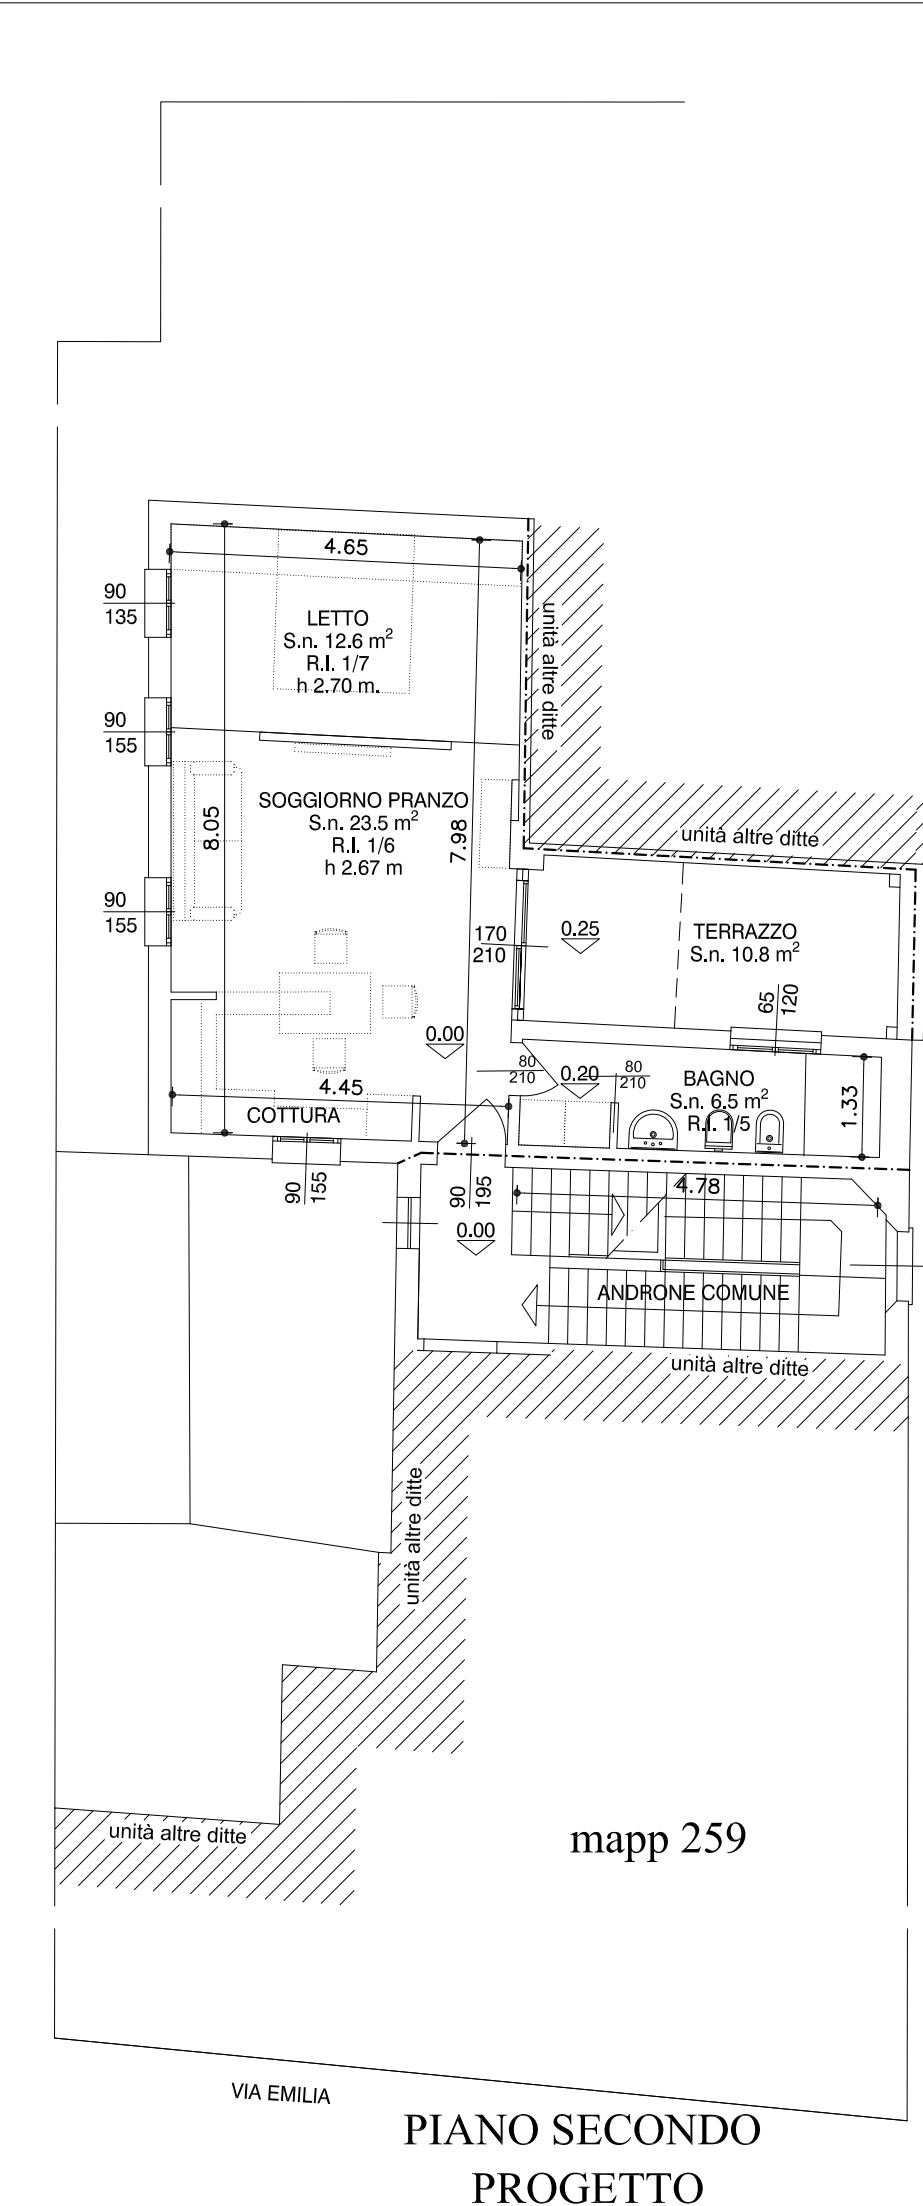 4.65
90
135
LETTO
S.n. 12.6 m²
R.I. 1/7
h 2.70 m.
unità altre ditte
90
155
8.05
SOGGIORNO PRANZO
S.n. 23.5 m²
R.I. 1/6
h 2.67 m
7.98
unità altre ditte
90
155
170
210
0.25
TERRAZZO
S.n. 10.8 m²
65
120
0.00
80
210
0.20
80
210
BAGNO
S.n. 6.5 m²
R.I. 1/5
1.33
4.45
COTTURA
90
155
90
195
4.78
0.00
ANDRONE COMUNE
unità altre ditte
unità altre ditte
unità altre ditte
mapp 259
VIA EMILIA
PIANO SECONDO
PROGETTO